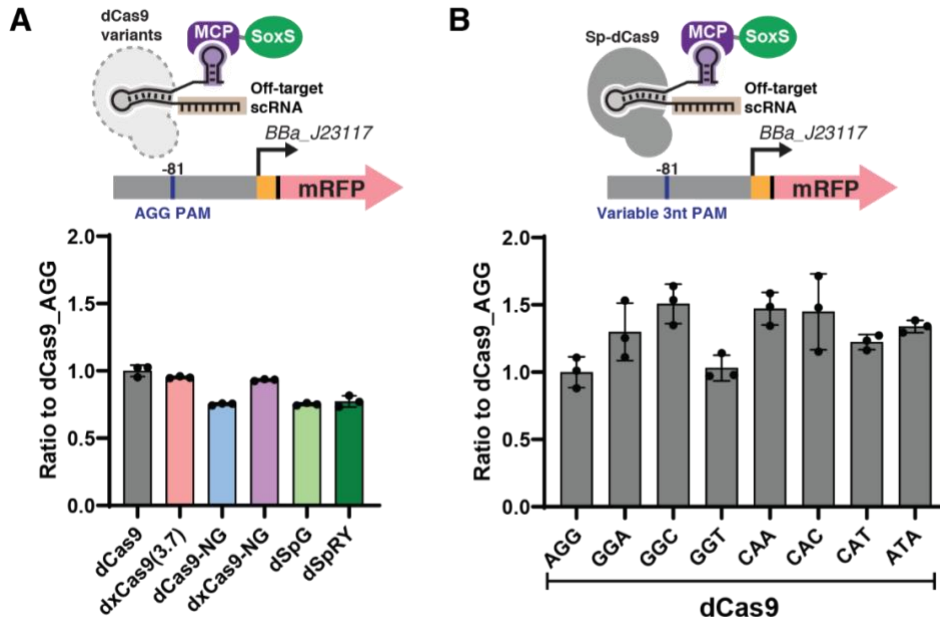 A
dCas9
variants
MCP
SoxS
Off-target
scRNA
BBa_J23117
-81
mRFP
AGG PAM
Ratio to dCas9_AGG
2.0
1.5
1.0
0.5
0.0
dCas9
dxCas9(3.7)
dCas9-NG
dxCas9-NG
dSpG
dSpRY
B
Sp-dCas9
MCP
SoxS
Off-target
scRNA
BBa_J23117
-81
mRFP
Variable 3nt PAM
Ratio to dCas9_AGG
2.0
1.5
1.0
0.5
0.0
AGG
GGA
GGC
GGT
CAA
CAC
CAT
ATA
dCas9